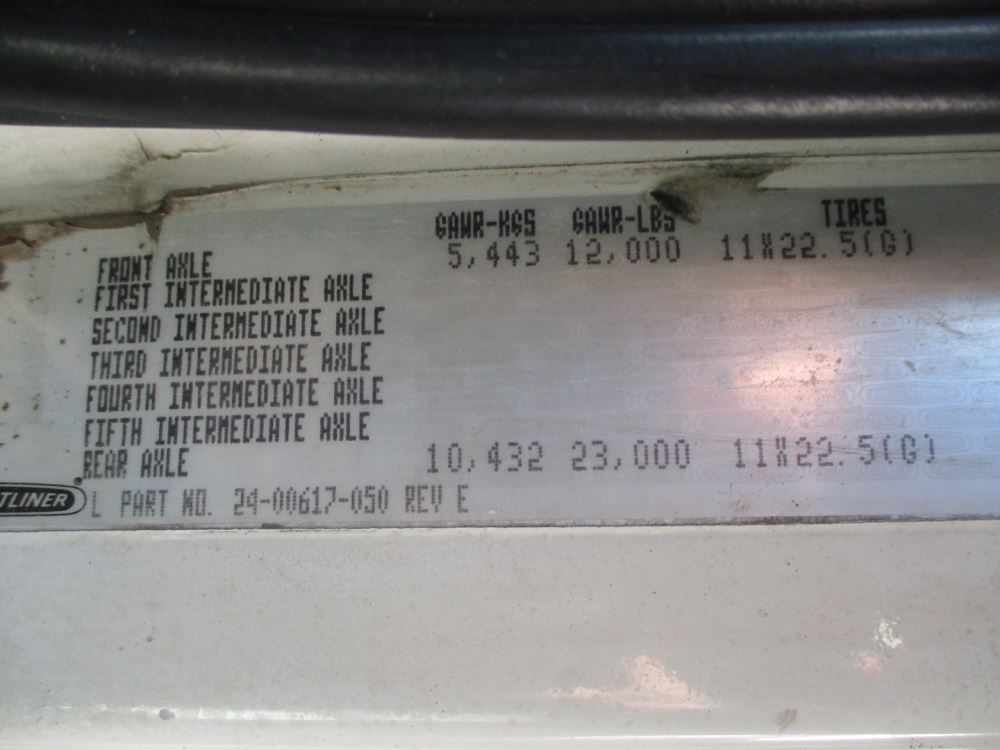 GAWR-KGS GAWR-LBS TIRES
FRONT AXLE 5,443 12,000 11X22.5(G)
FIRST INTERMEDIATE AXLE
SECOND INTERMEDIATE AXLE
THIRD INTERMEDIATE AXLE
FOURTH INTERMEDIATE AXLE
FIFTH INTERMEDIATE AXLE
REAR AXLE 10,432 23,000 11X22.5(G)
TLINER® L PART NO. 24-00617-050 REV E